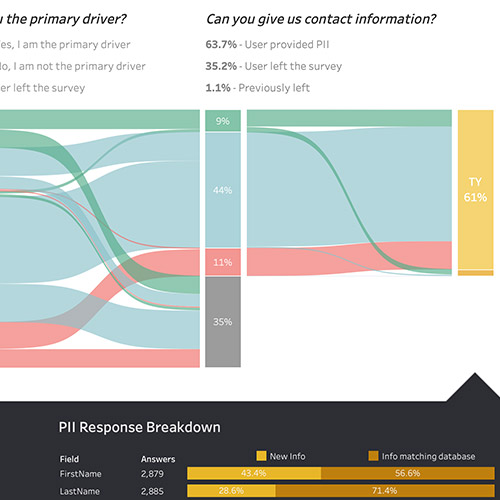 the primary driver?
Can you give us contact information?
es, I am the primary driver
63.7% - User provided PII
o, I am not the primary driver
35.2% - User left the survey
er left the survey
1.1% - Previously left
9%
44%
11%
35%
TY
61%
PII Response Breakdown
Field Answers New Info Info matching database
FirstName 2,879 43.4% 56.6%
LastName 2,885 28.6% 71.4%